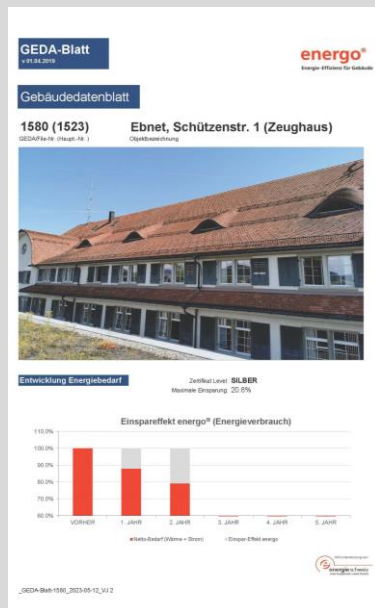 GEDA-Blatt
v 01.04.2019
energo®
Energie-Effizienz für Gebäude
Gebäudedatenblatt
1580 (1523)
Ebnet, Schützenstr. 1 (Zeughaus)
GEDA/File-Nr. (Haupt.-Nr. )
Objektbezeichnung
Entwicklung Energiebedarf
Zertifikat Level SILBER
Maximale Einsparung 20.8%
Einspareffekt energo® (Energieverbrauch)
110.0%
100.0%
90.0%
80.0%
70.0%
60.0%
VORHER
1. JAHR
2. JAHR
3. JAHR
4. JAHR
5. JAHR
Netto-Bedarf (Wärme + Strom)
Einspar-Effekt energo
energieschweiz
_GEDA-Blatt-1580_2023-05-12_VJ 2